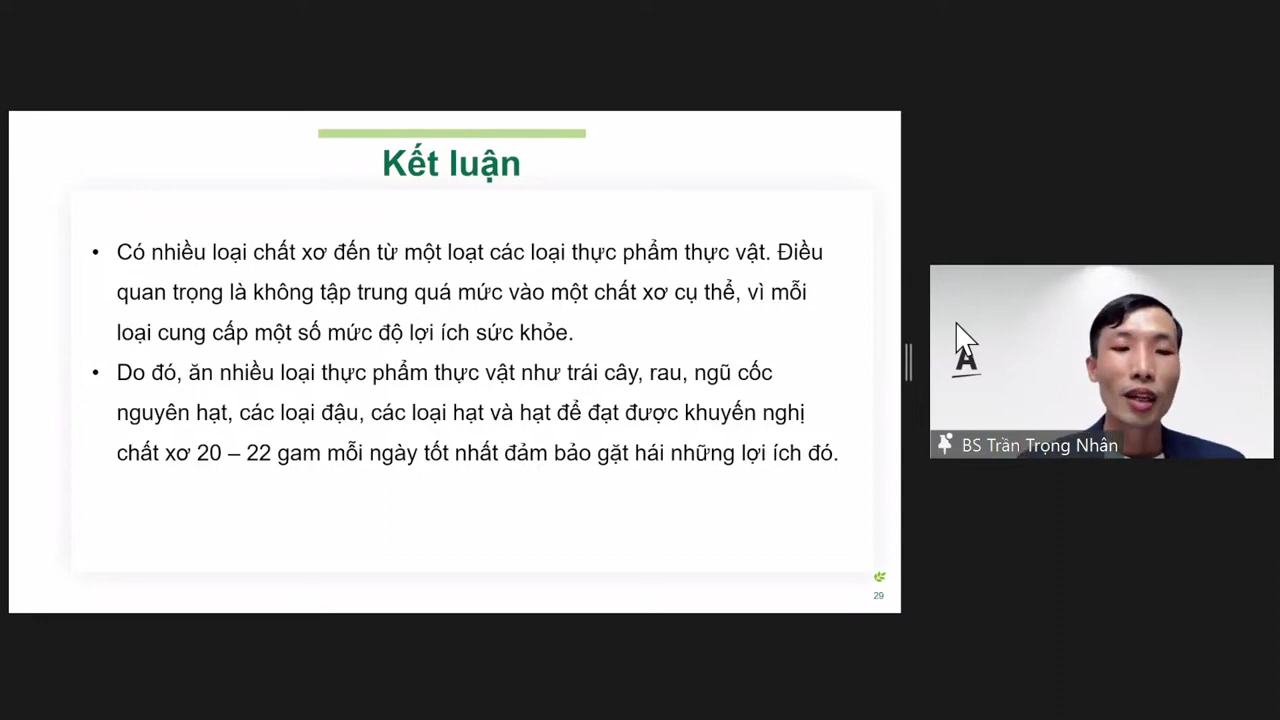 Kết luận
• Có nhiều loại chất xơ đến từ một loạt các loại thực phẩm thực vật. Điều
quan trọng là không tập trung quá mức vào một chất xơ cụ thể, vì mỗi
loại cung cấp một số mức độ lợi ích sức khỏe.
• Do đó, ăn nhiều loại thực phẩm thực vật như trái cây, rau, ngũ cốc
nguyên hạt, các loại đậu, các loại hạt và hạt để đạt được khuyến nghị
chất xơ 20 – 22 gam mỗi ngày tốt nhất đảm bảo gặt hái những lợi ích đó.
29
A
BS Trần Trọng Nhân